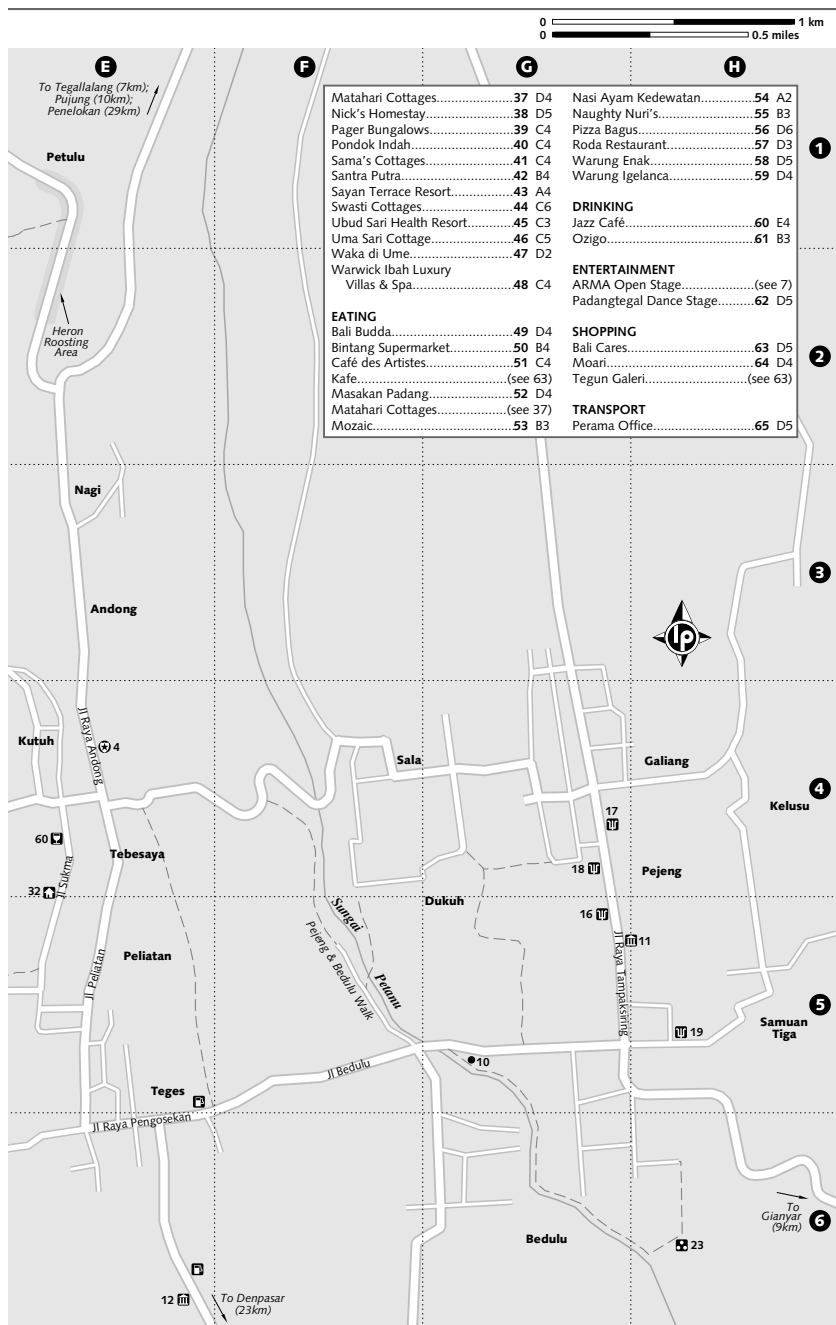 0 1 km
0 0.5 miles
E F G H
To Tegallalang (7km);
Pujung (10km);
Penelokan (29km)
Petulu
1
Matahari Cottages......................37 D4
Nick's Homestay.........................38 D5
Pager Bungalows........................39 C4
Pondok Indah.............................40 C4
Sama's Cottages.........................41 C4
Santra Putra...............................42 B4
Sayan Terrace Resort..................43 A4
Swasti Cottages..........................44 C6
Ubud Sari Health Resort.............45 C3
Uma Sari Cottage.......................46 C5
Waka di Ume.............................47 D2
Warwick Ibah Luxury
Villas & Spa.............................48 C4
EATING
Bali Budda.................................49 D4
Bintang Supermarket..................50 B4
Café des Artistes.........................51 C4
Kafe......................................(see 63)
Masakan Padang........................52 D4
Matahari Cottages................(see 37)
Mozaic.......................................53 B3
Nasi Ayam Kedewatan...............54 A2
Naughty Nuri's..........................55 B3
Pizza Bagus................................56 D6
Roda Restaurant.........................57 D3
Warung Enak.............................58 D5
Warung Igelanca........................59 D4
DRINKING
Jazz Café....................................60 E4
Ozigo.........................................61 B3
ENTERTAINMENT
ARMA Open Stage..................(see 7)
Padangtegal Dance Stage...........62 D5
SHOPPING
Bali Cares...................................63 D5
Moari.........................................64 D4
Tegun Galeri.........................(see 63)
TRANSPORT
Perama Office............................65 D5
Heron
Roosting
Area
2
Nagi
3
Andong
lp
Jl Raya Andong
Kutuh
4
Sala
Galiang
4
Kelusu
17
60
Tebesaya
18
Pejeng
Jl Sukma
32
Dukuh
16
Sungai
Petanu
Pejeng & Bedulu Walk
11
Peliatan
Jl Peliatan
Jl Raya Tampaksiring
5
19
Samuan
Tiga
10
Jl Bedulu
Teges
Jl Raya Pengosekan
To
Gianyar
(9km)
6
Bedulu
23
12
To Denpasar
(23km)